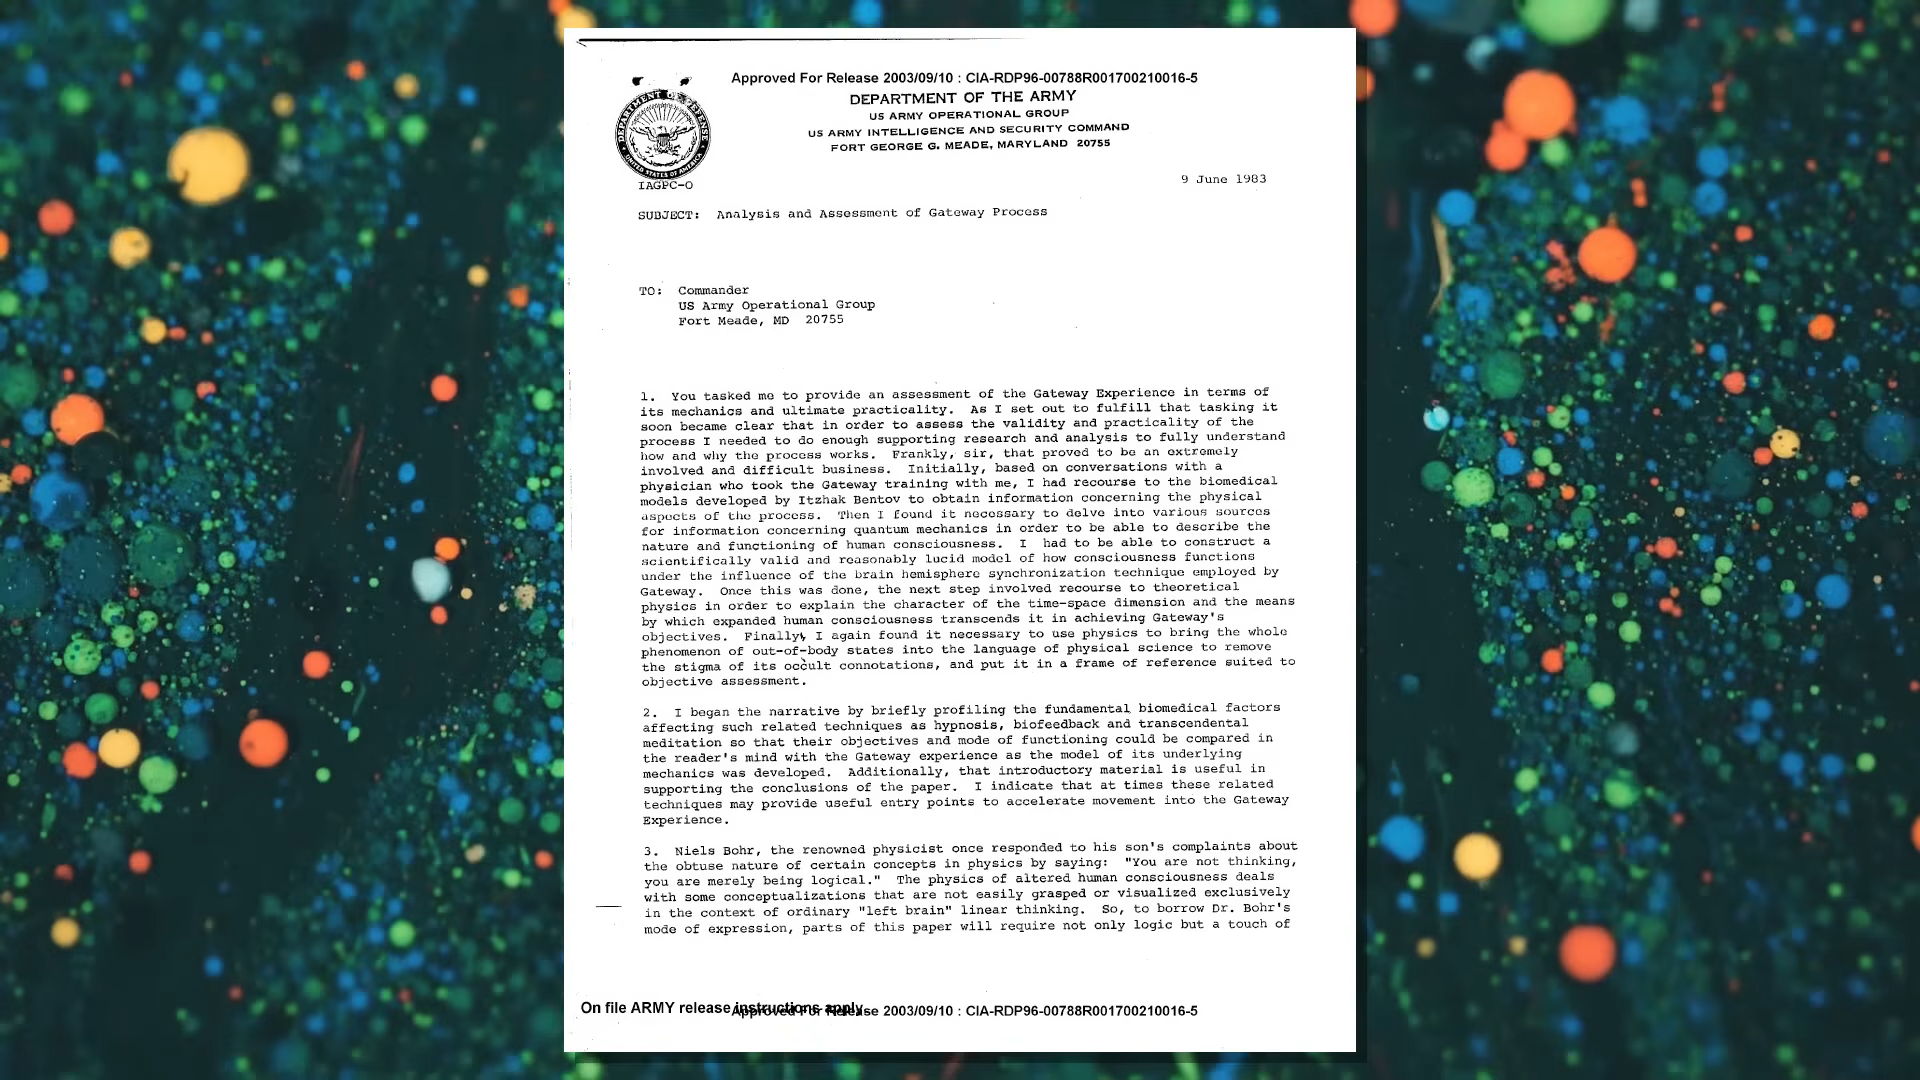 Approved For Release 2003/09/10 : CIA-RDP96-00788R001700210016-5
DEPARTMENT OF THE ARMY
US ARMY OPERATIONAL GROUP
US ARMY INTELLIGENCE AND SECURITY COMMAND
FORT GEORGE G. MEADE, MARYLAND 20755
DEPARTMENT OF DEFENSE
UNITED STATES OF AMERICA
IAGPC-O
9 June 1983
SUBJECT: Analysis and Assessment of Gateway Process
TO: Commander
US Army Operational Group
Fort Meade, MD 20755
1. You tasked me to provide an assessment of the Gateway Experience in terms of
its mechanics and ultimate practicality. As I set out to fulfill that tasking it
soon became clear that in order to assess the validity and practicality of the
process I needed to do enough supporting research and analysis to fully understand
how and why the process works. Frankly, sir, that proved to be an extremely
involved and difficult business. Initially, based on conversations with a
physician who took the Gateway training with me, I had recourse to the biomedical
models developed by Itzhak Bentov to obtain information concerning the physical
aspects of the process. Then I found it necessary to delve into various sources
for information concerning quantum mechanics in order to be able to describe the
nature and functioning of human consciousness. I had to be able to construct a
scientifically valid and reasonably lucid model of how consciousness functions
under the influence of the brain hemisphere synchronization technique employed by
Gateway. Once this was done, the next step involved recourse to theoretical
physics in order to explain the character of the time-space dimension and the means
by which expanded human consciousness transcends it in achieving Gateway's
objectives. Finally, I again found it necessary to use physics to bring the whole
phenomenon of out-of-body states into the language of physical science to remove
the stigma of its occult connotations, and put it in a frame of reference suited to
objective assessment.
2. I began the narrative by briefly profiling the fundamental biomedical factors
affecting such related techniques as hypnosis, biofeedback and transcendental
meditation so that their objectives and mode of functioning could be compared in
the reader's mind with the Gateway experience as the model of its underlying
mechanics was developed. Additionally, that introductory material is useful in
supporting the conclusions of the paper. I indicate that at times these related
techniques may provide useful entry points to accelerate movement into the Gateway
Experience.
3. Niels Bohr, the renowned physicist once responded to his son's complaints about
the obtuse nature of certain concepts in physics by saying: "You are not thinking,
you are merely being logical." The physics of altered human consciousness deals
with some conceptualizations that are not easily grasped or visualized exclusively
in the context of ordinary "left brain" linear thinking. So, to borrow Dr. Bohr's
mode of expression, parts of this paper will require not only logic but a touch of
On file ARMY release instructions apply.
Approved For Release 2003/09/10 : CIA-RDP96-00788R001700210016-5